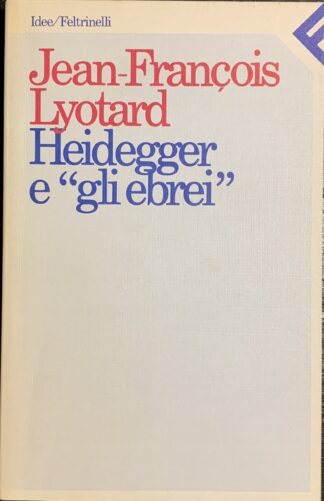 Idee/Feltrinelli
Jean-François
Lyotard
Heidegger
e “gli ebrei”